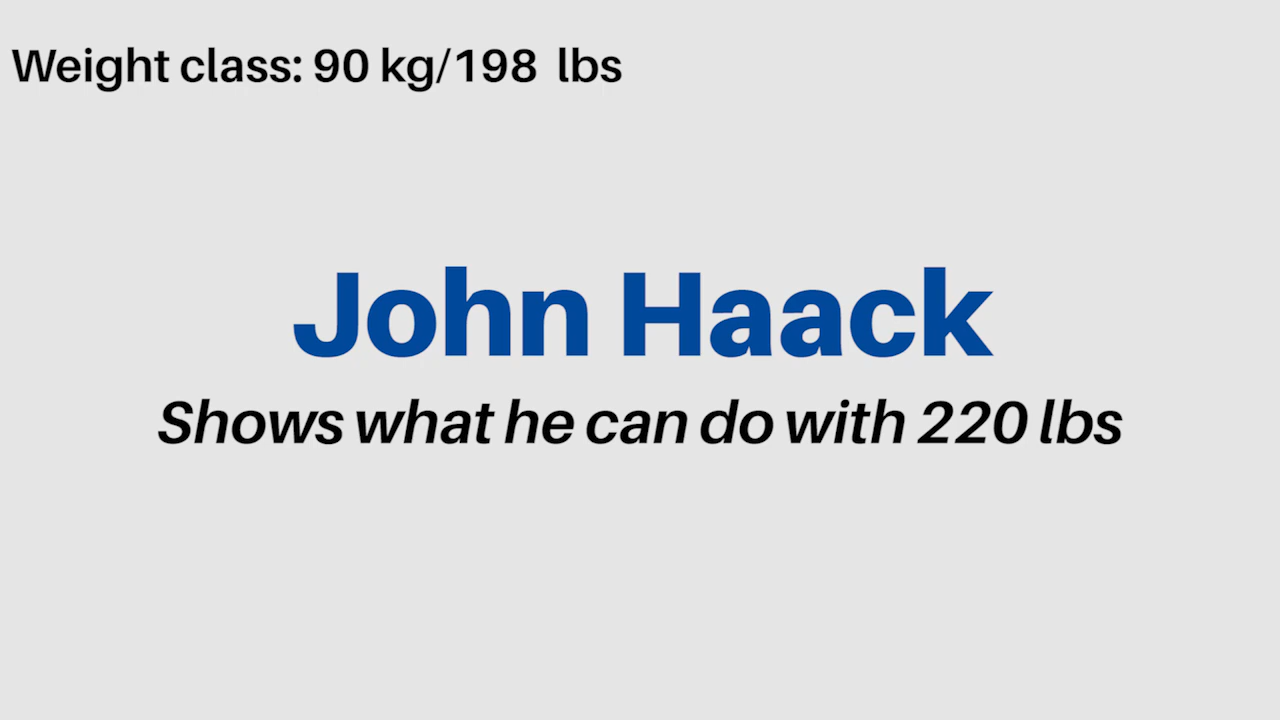 Weight class: 90 kg/198 lbs
John Haack
Shows what he can do with 220 lbs